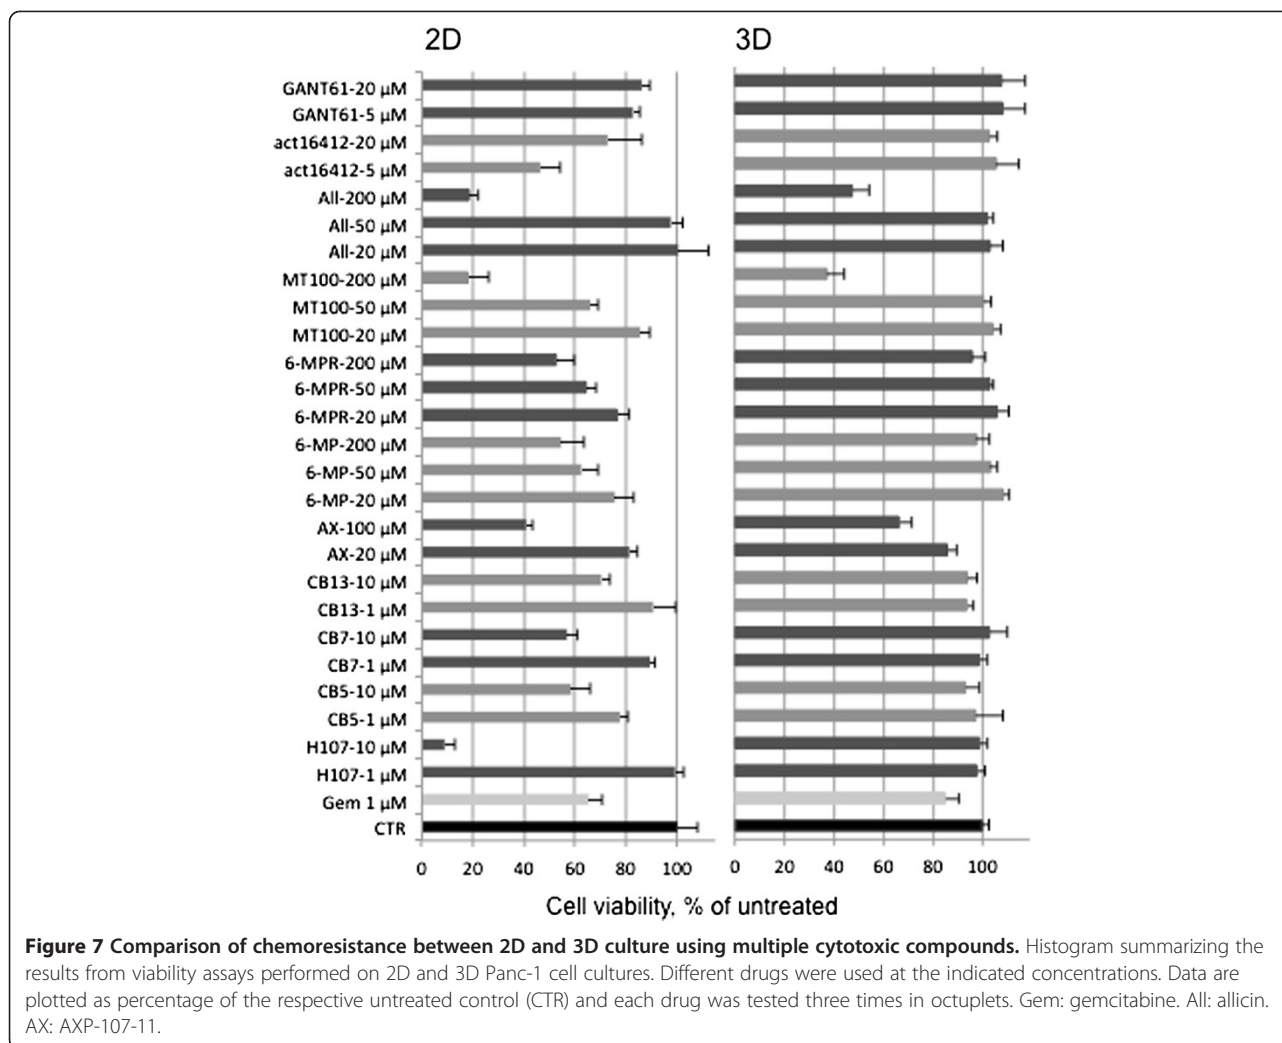 2D 3D
GANT61-20 µM
GANT61-5 µM
act16412-20 µM
act16412-5 µM
All-200 µM
All-50 µM
All-20 µM
MT100-200 µM
MT100-50 µM
MT100-20 µM
6-MPR-200 µM
6-MPR-50 µM
6-MPR-20 µM
6-MP-200 µM
6-MP-50 µM
6-MP-20 µM
AX-100 µM
AX-20 µM
CB13-10 µM
CB13-1 µM
CB7-10 µM
CB7-1 µM
CB5-10 µM
CB5-1 µM
H107-10 µM
H107-1 µM
Gem 1 µM
CTR
0 20 40 60 80 100 0 20 40 60 80 100
Cell viability, % of untreated
Figure 7 Comparison of chemoresistance between 2D and 3D culture using multiple cytotoxic compounds. Histogram summarizing the
results from viability assays performed on 2D and 3D Panc-1 cell cultures. Different drugs were used at the indicated concentrations. Data are
plotted as percentage of the respective untreated control (CTR) and each drug was tested three times in octuplets. Gem: gemcitabine. All: allicin.
AX: AXP-107-11.